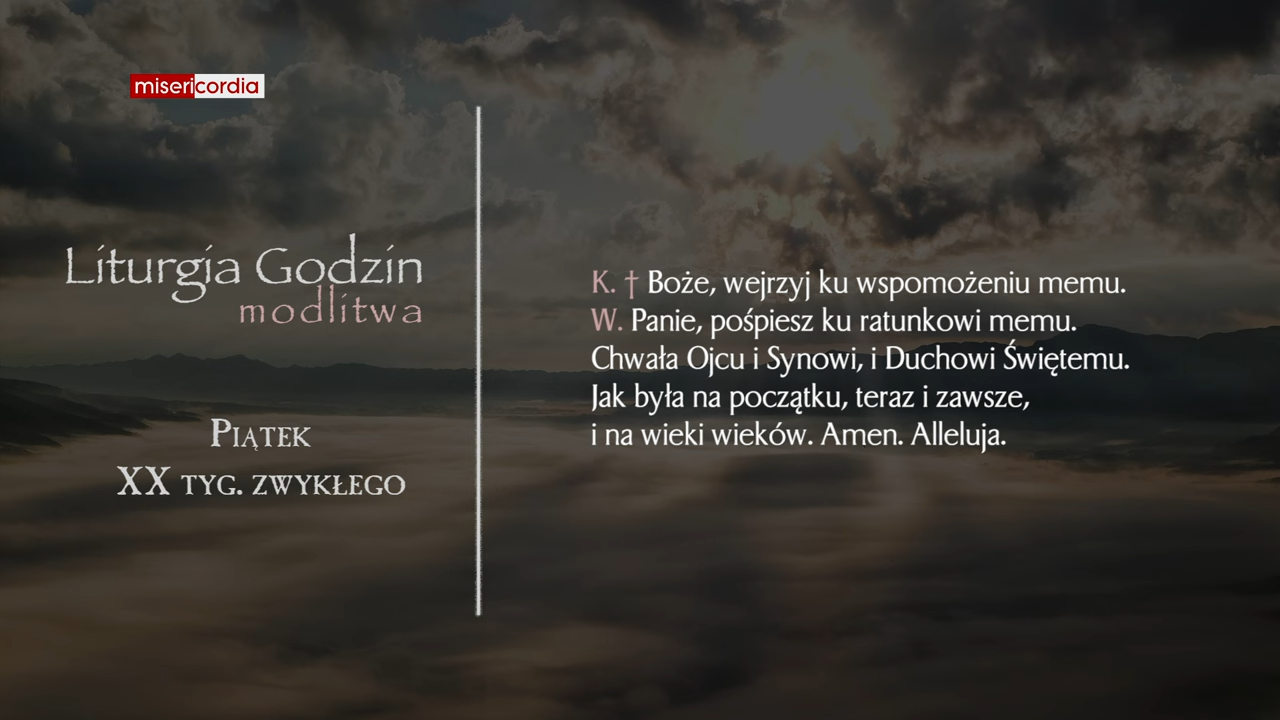 misericordia
Liturgia Godzin
modlitwa
Piątek
XX tyg. zwykłego
K. † Boże, wejrzyj ku wspomożeniu memu.
W. Panie, pośpiesz ku ratunkowi memu.
Chwała Ojcu i Synowi, i Duchowi Świętemu.
Jak była na początku, teraz i zawsze,
i na wieki wieków. Amen. Alleluja.